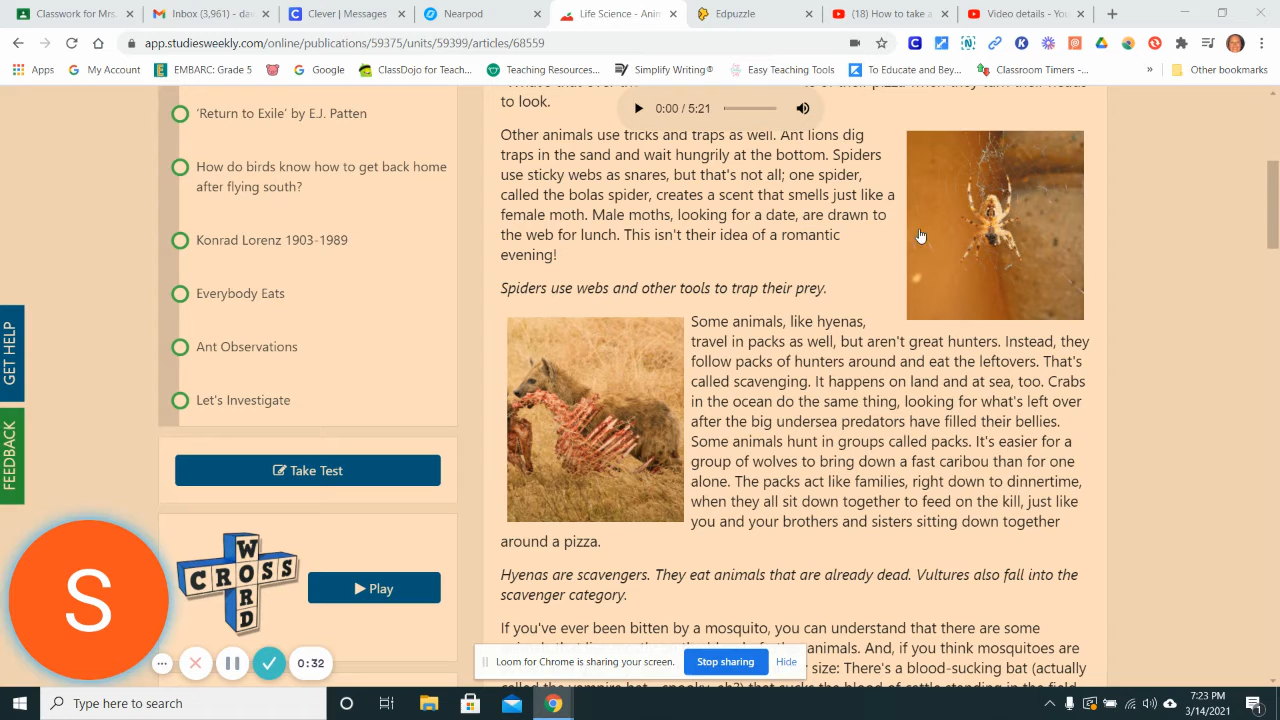 Classwork for Mrs.
Inbox (3,961) - da
Clever | Messages
Nearpod
Life Science - Ani
Edpuzzle
(18) How to take a
Video details - You
app.studiesweekly.com/online/publications/59375/units/59399/articles/68559
Apps
My Account
EMBARC: Grade 5
Google
ClassDojo for Teach...
Teaching Resources...
Simplify Writing®
Easy Teaching Tools
To Educate and Bey...
Classroom Timers -...
»
Other bookmarks
GET HELP
FEEDBACK
'Return to Exile' by E.J. Patten
How do birds know how to get back home
after flying south?
Konrad Lorenz 1903-1989
Everybody Eats
Ant Observations
Let's Investigate
Take Test
CROSS
WORD
Play
S
0:32
to look.
0:00 / 5:21
Other animals use tricks and traps as well. Ant lions dig
traps in the sand and wait hungrily at the bottom. Spiders
use sticky webs as snares, but that's not all; one spider,
called the bolas spider, creates a scent that smells just like a
female moth. Male moths, looking for a date, are drawn to
the web for lunch. This isn't their idea of a romantic
evening!
Spiders use webs and other tools to trap their prey.
Some animals, like hyenas,
travel in packs as well, but aren't great hunters. Instead, they
follow packs of hunters around and eat the leftovers. That's
called scavenging. It happens on land and at sea, too. Crabs
in the ocean do the same thing, looking for what's left over
after the big undersea predators have filled their bellies.
Some animals hunt in groups called packs. It's easier for a
group of wolves to bring down a fast caribou than for one
alone. The packs act like families, right down to dinnertime,
when they all sit down together to feed on the kill, just like
you and your brothers and sisters sitting down together
around a pizza.
Hyenas are scavengers. They eat animals that are already dead. Vultures also fall into the
scavenger category.
If you've ever been bitten by a mosquito, you can understand that there are some
animals. And, if you think mosquitoes are
size: There's a blood-sucking bat (actually
Loom for Chrome is sharing your screen.
Stop sharing
Hide
Type here to search
7:23 PM
3/14/2021
1